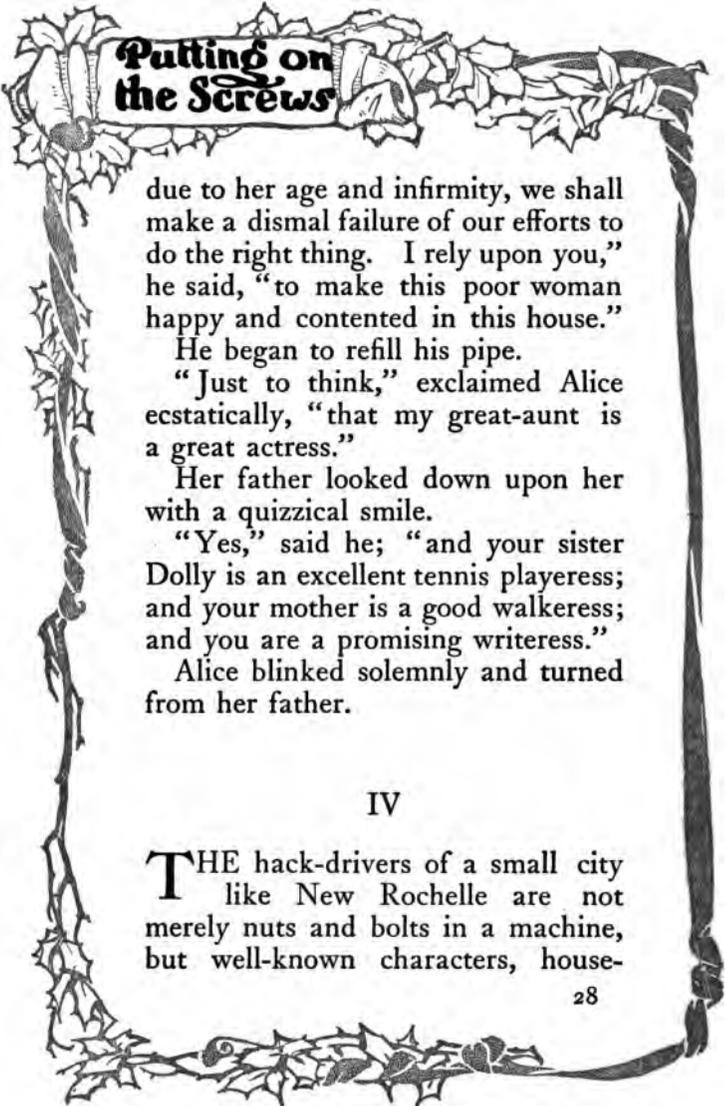 Putting on
the Screws
due to her age and infirmity, we shall
make a dismal failure of our efforts to
do the right thing. I rely upon you,”
he said, “to make this poor woman
happy and contented in this house.”
He began to refill his pipe.
“Just to think,” exclaimed Alice
ecstatically, “that my great-aunt is
a great actress.”
Her father looked down upon her
with a quizzical smile.
“Yes,” said he; “and your sister
Dolly is an excellent tennis playeress;
and your mother is a good walkeress;
and you are a promising writeress.”
Alice blinked solemnly and turned
from her father.
IV
THE hack-drivers of a small city
like New Rochelle are not
merely nuts and bolts in a machine,
but well-known characters, house-
28